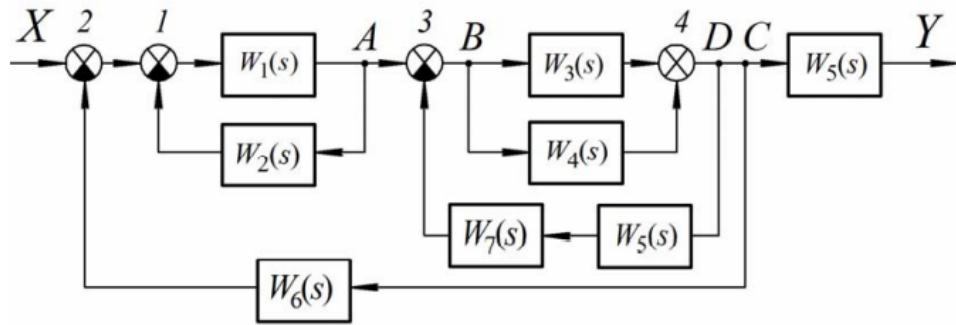 X 2 1 A 3 B 4 D C Y
W₁(s) W₃(s) W₅(s)
W₂(s) W₄(s)
W₇(s) W₅(s)
W₆(s)